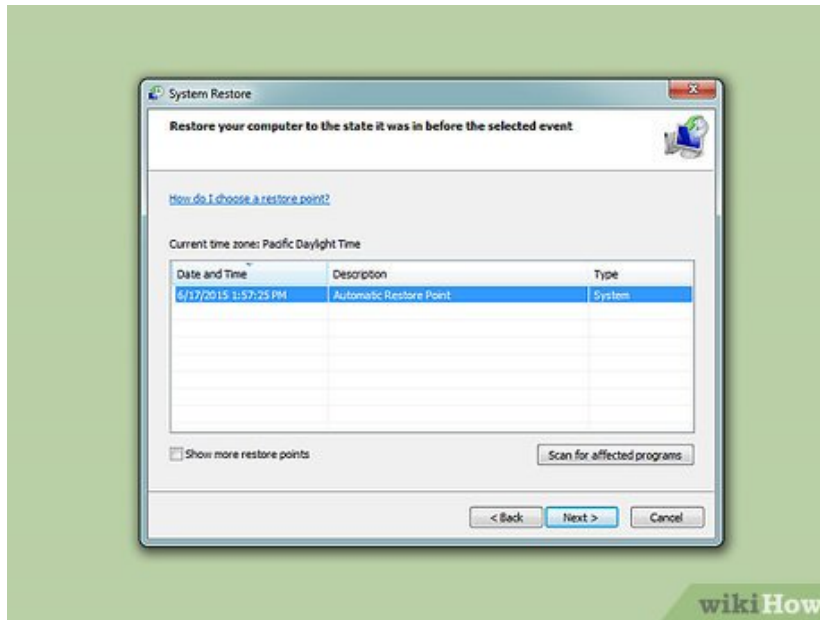 System Restore
Restore your computer to the state it was in before the selected event
How do I choose a restore point?
Current time zone: Pacific Daylight Time
Date and Time Description Type
6/17/2015 1:57:25 PM Automatic Restore Point System
Show more restore points Scan for affected programs
< Back Next > Cancel
wikiHow